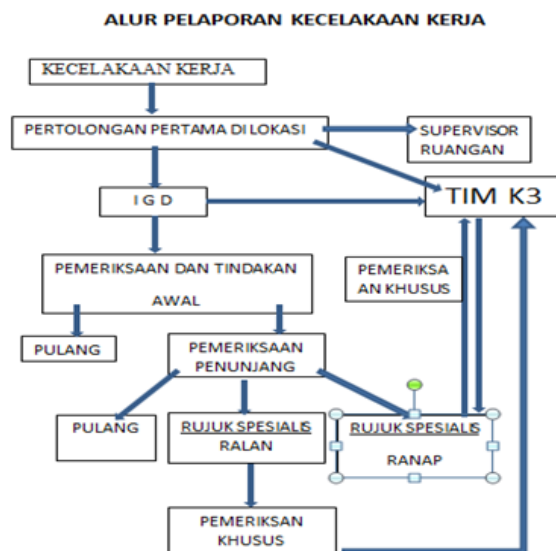 ALUR PELAPORAN KECELAKAAN KERJA
KECELAKAAN KERJA
PERTOLONGAN PERTAMA DI LOKASI
SUPERVISOR
RUANGAN
I G D
TIM K3
PEMERIKSAAN DAN TINDAKAN
AWAL
PEMERIKSA
AN KHUSUS
PULANG
PEMERIKSAAN
PENUNJANG
PULANG
RUJUK SPESIALIS
RALAN
RUJUK SPESIALIS
RANAP
PEMERIKSAN
KHUSUS